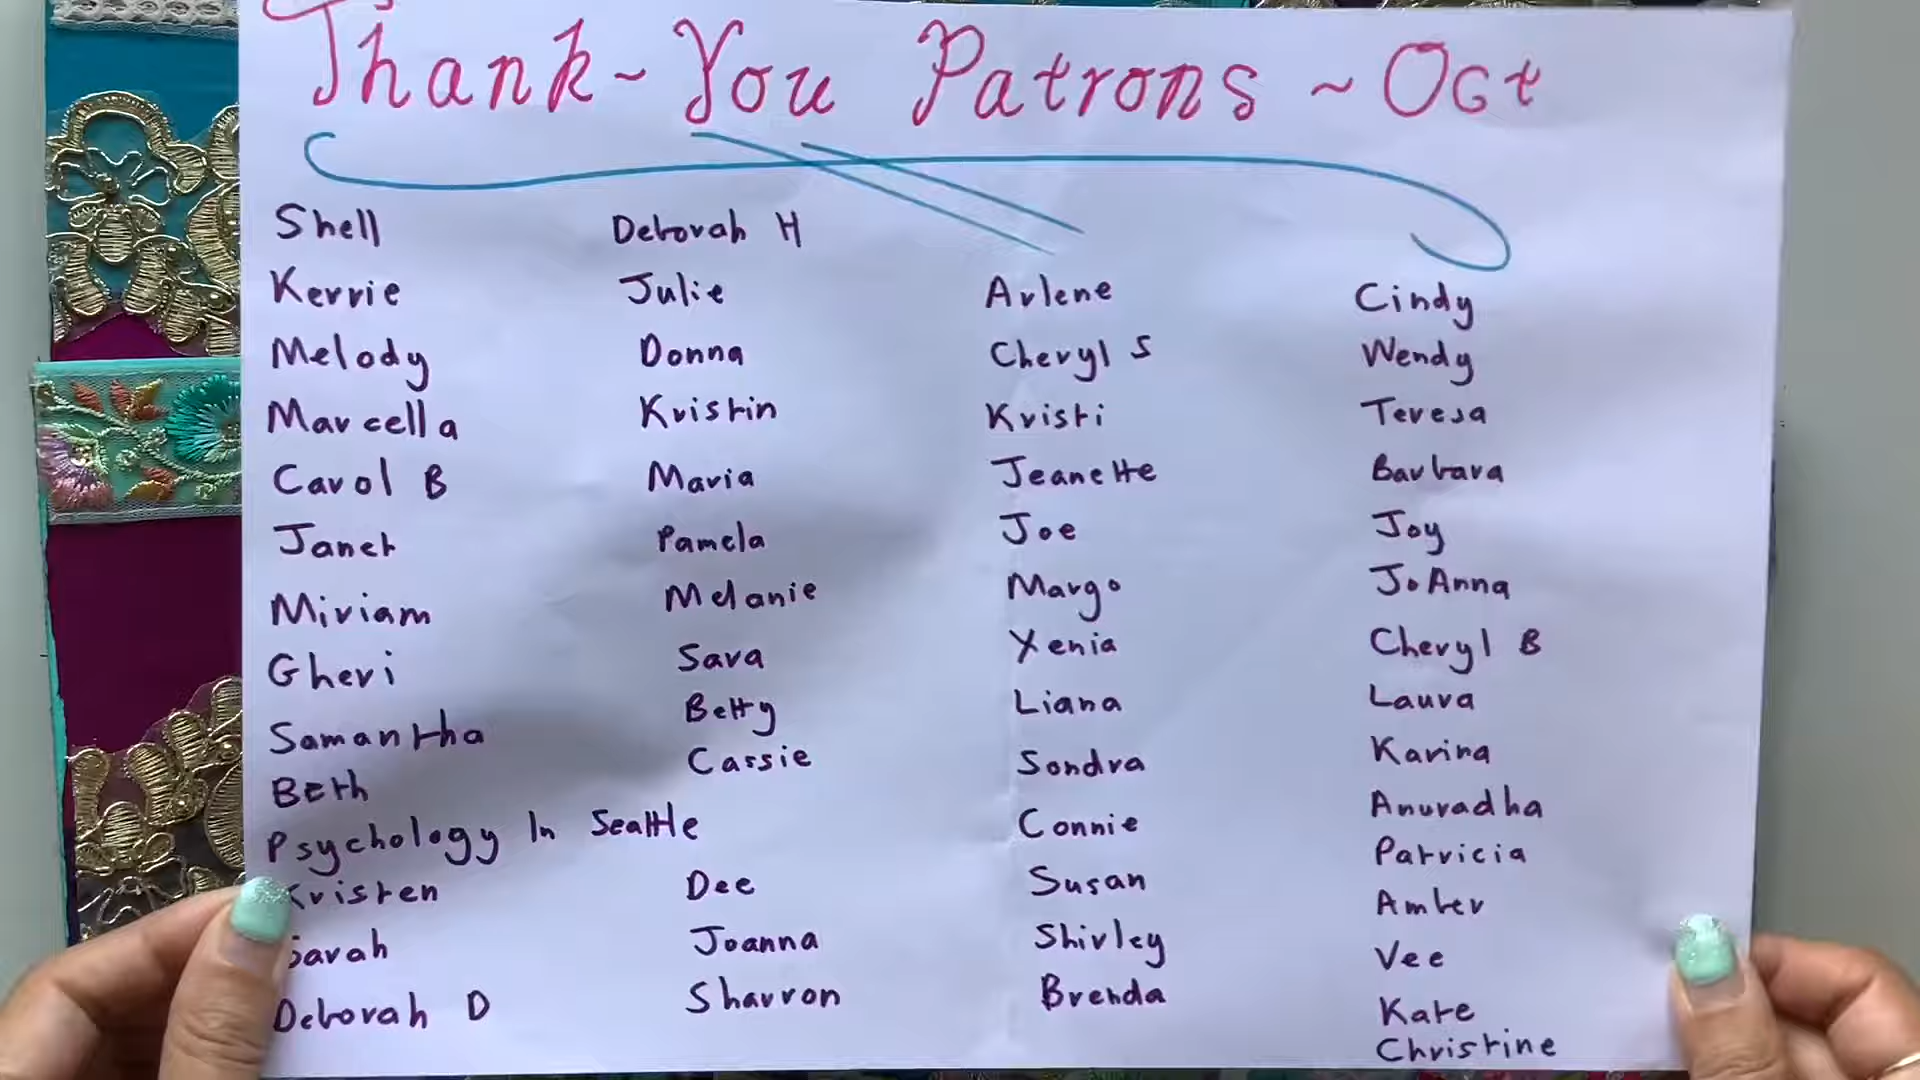 Thank~You Patrons ~ Oct
Shell
Kerrie
Melody
Marcella
Carol B
Janet
Miriam
Gheri
Samantha
Beth
Psychology In Seattle
Kristen
Sarah
Deborah D
Deborah H
Julie
Donna
Kristin
Maria
Pamela
Melanie
Sara
Betty
Cassie
Dee
Joanna
Sharron
Arlene
Cheryl S
Kristi
Jeanette
Joe
Margo
Xenia
Liana
Sondra
Connie
Susan
Shirley
Brenda
Cindy
Wendy
Teresa
Barbara
Joy
JoAnna
Cheryl B
Laura
Karina
Anuradha
Patricia
Amber
Vee
Kate
Christine